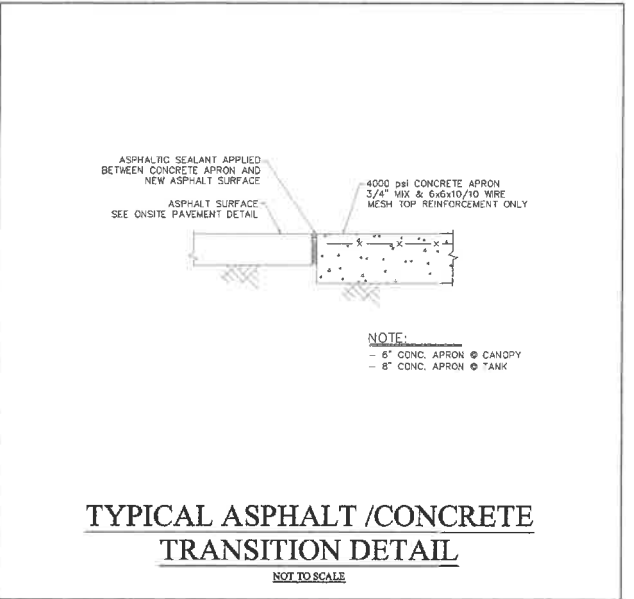 ASPHALTIC SEALANT APPLIED
BETWEEN CONCRETE APRON AND
NEW ASPHALT SURFACE
ASPHALT SURFACE
SEE ONSITE PAVEMENT DETAIL
4000 psi CONCRETE APRON
3/4" MIX & 6x6x10/10 WIRE
MESH TOP REINFORCEMENT ONLY
NOTE:
- 6" CONC. APRON @ CANOPY
- 8" CONC. APRON @ TANK
TYPICAL ASPHALT /CONCRETE
TRANSITION DETAIL
NOT TO SCALE